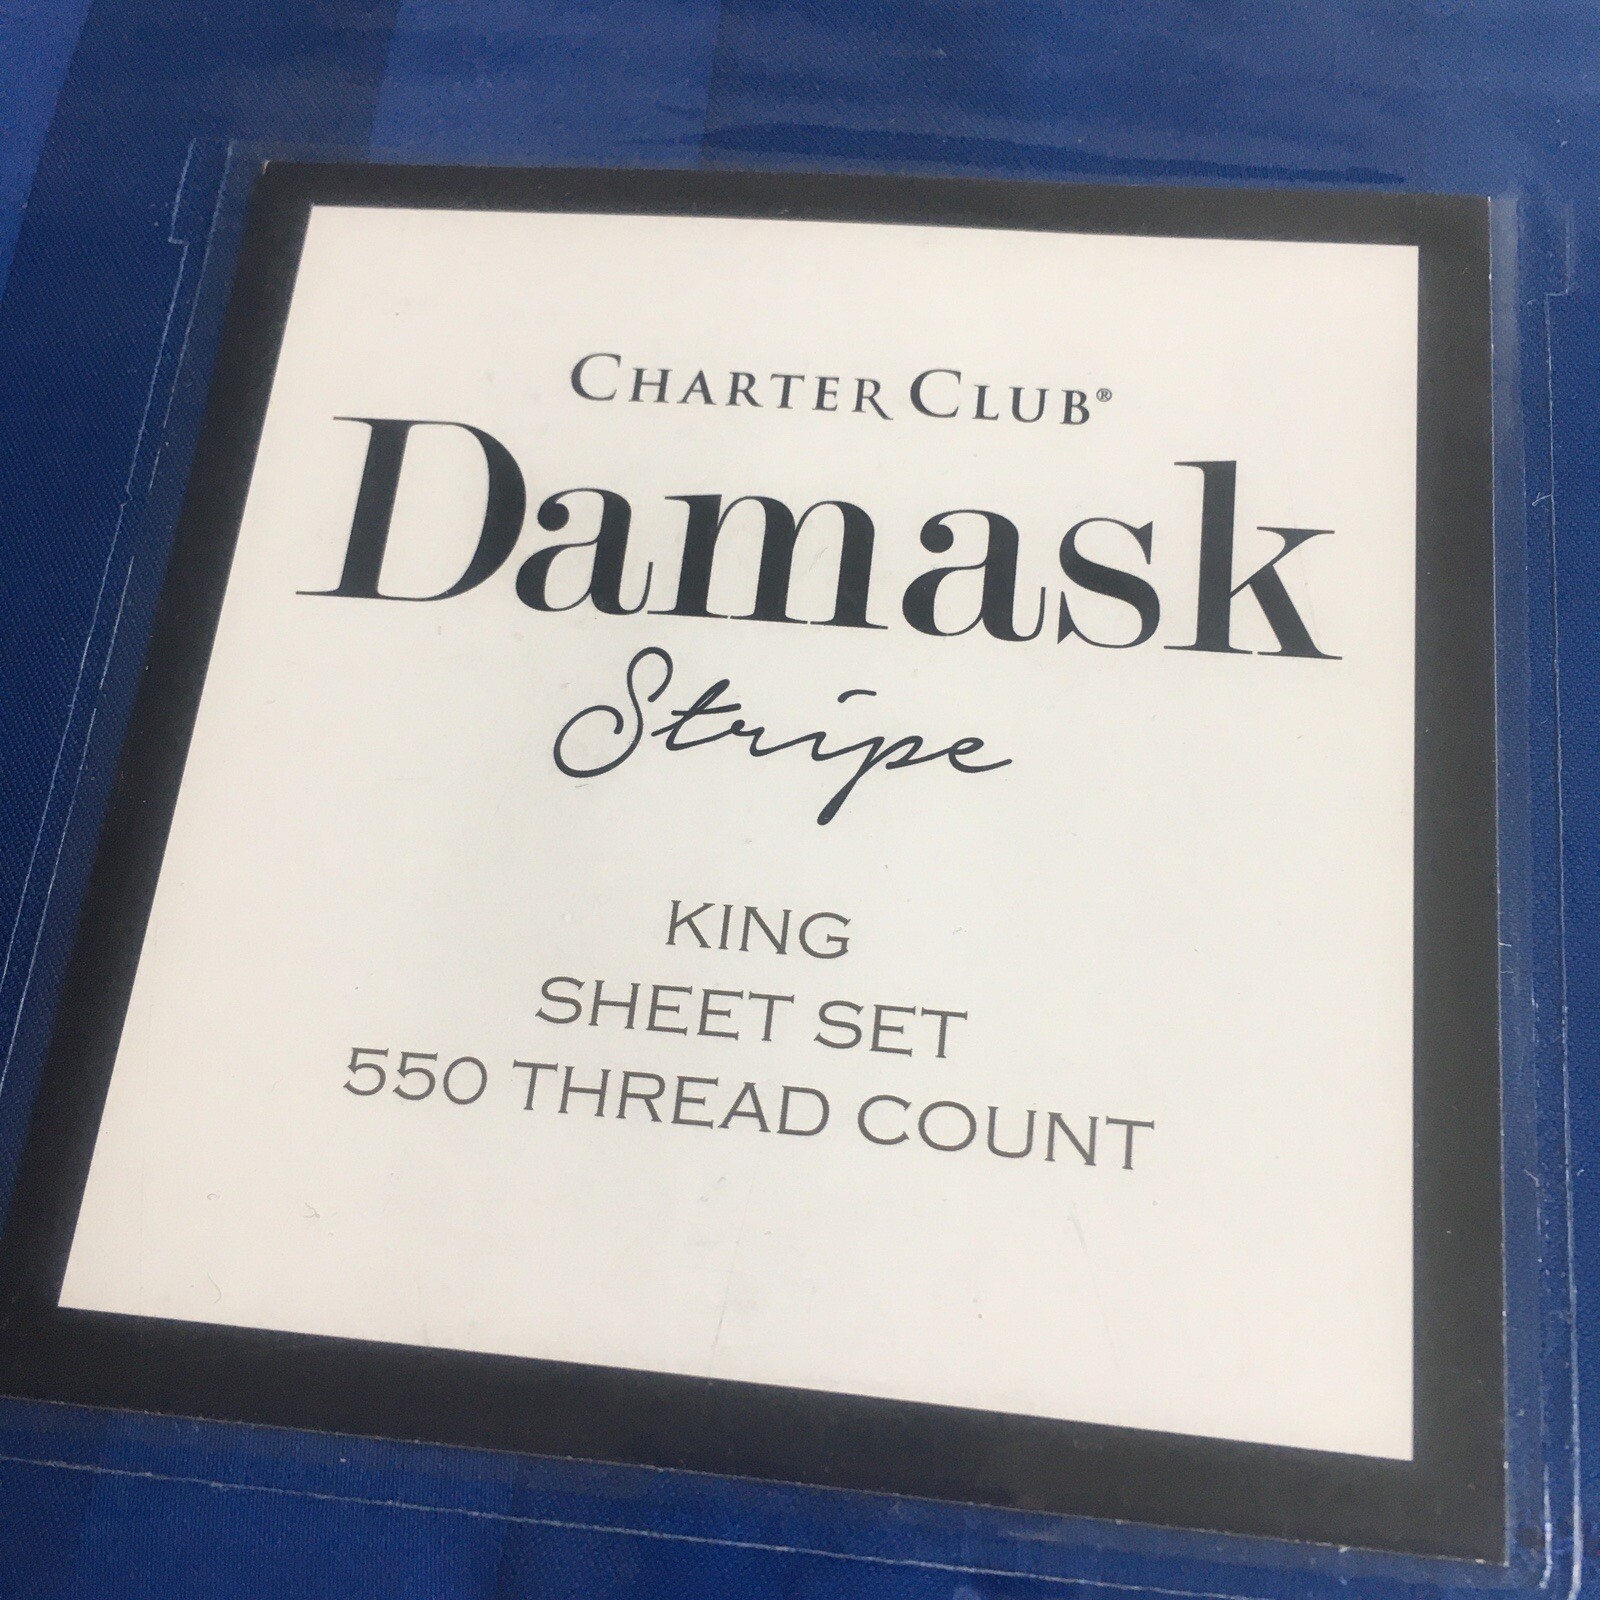 CHARTER CLUB®
Damask
Stripe
KING
SHEET SET
550 THREAD COUNT